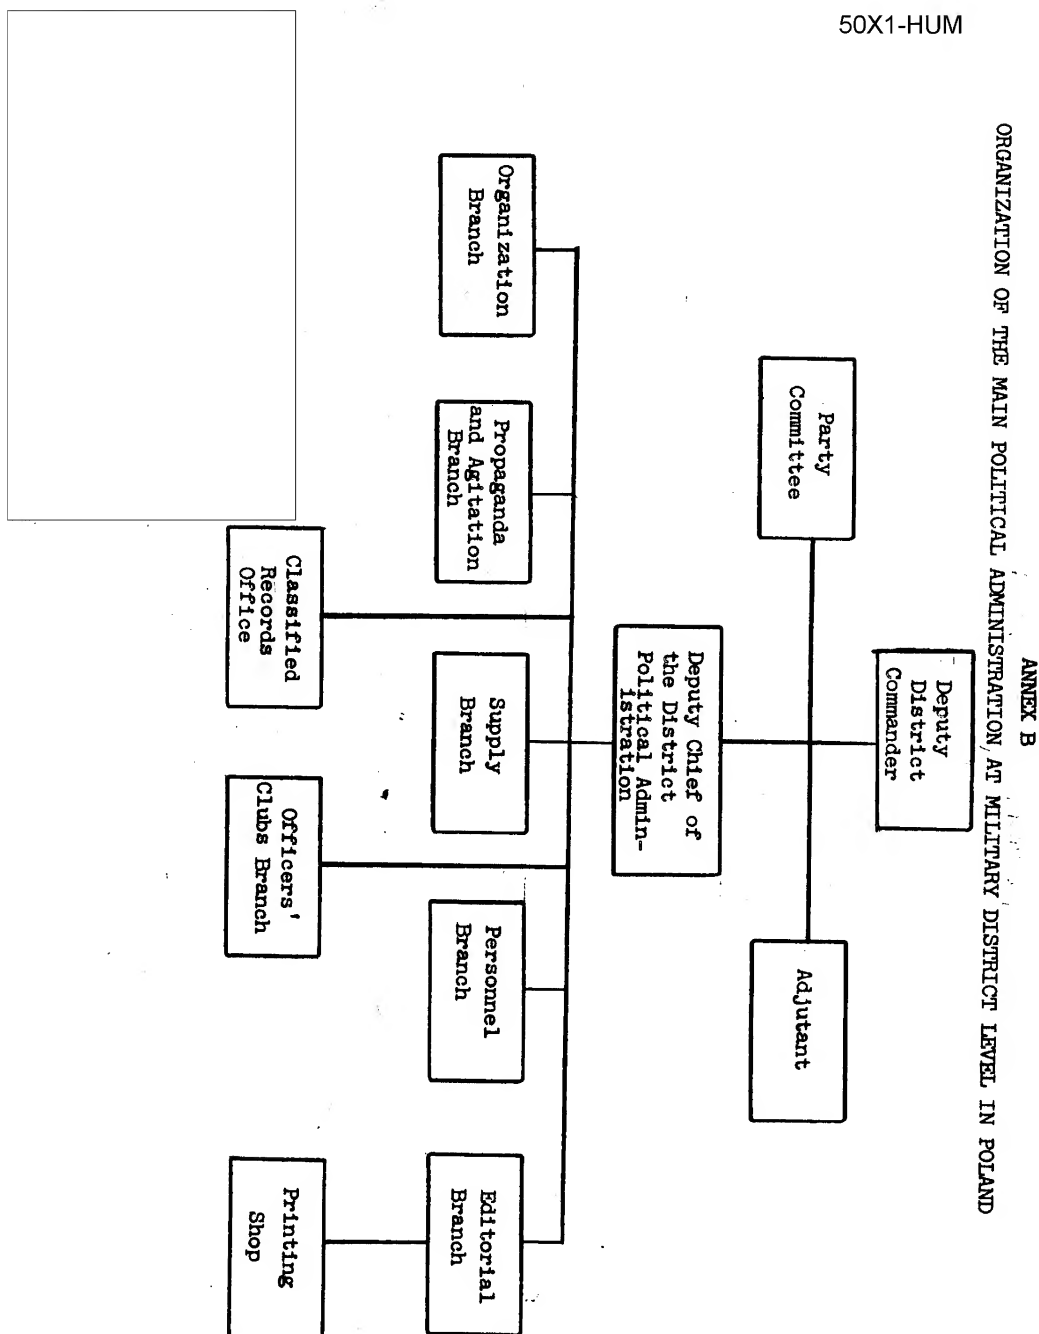 50X1-HUM
ANNEX B
ORGANIZATION OF THE MAIN POLITICAL ADMINISTRATION, AT MILITARY DISTRICT LEVEL IN POLAND
Deputy
District
Commander
Party
Committee
Adjutant
Deputy Chief of
the District
Political Admin-
istration
Organization
Branch
Propaganda
and Agitation
Branch
Supply
Branch
Personnel
Branch
Editorial
Branch
Classified
Records
Office
Officers'
Clubs Branch
Printing
Shop